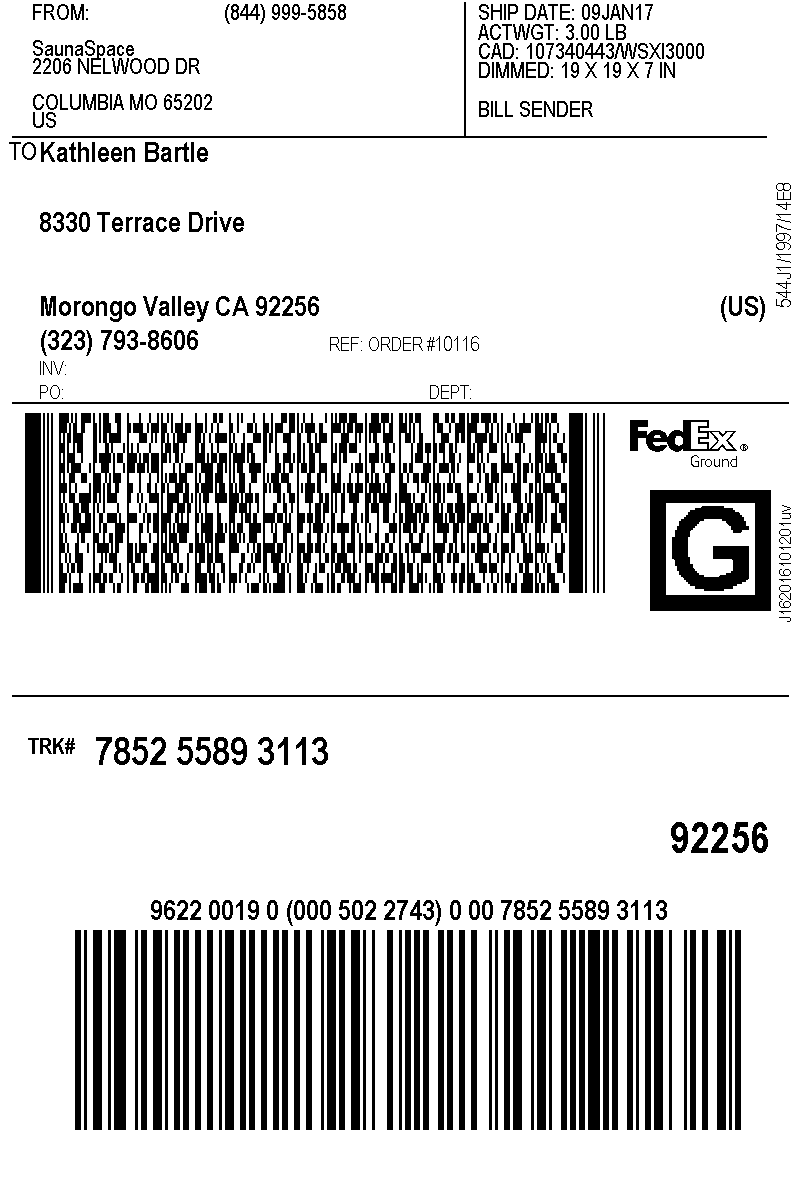 FROM: (844) 999-5858
SaunaSpace
2206 NELWOOD DR
COLUMBIA MO 65202
US
SHIP DATE: 09JAN17
ACTWGT: 3.00 LB
CAD: 107340443/WSXI3000
DIMMED: 19 X 19 X 7 IN
BILL SENDER
TO Kathleen Bartle
8330 Terrace Drive
Morongo Valley CA 92256 (US)
(323) 793-8606 REF: ORDER #10116
INV:
PO: DEPT:
544J1/1997/14E8
FedEx®
Ground
G
J162016101201uv
TRK# 7852 5589 3113
92256
9622 0019 0 (000 502 2743) 0 00 7852 5589 3113